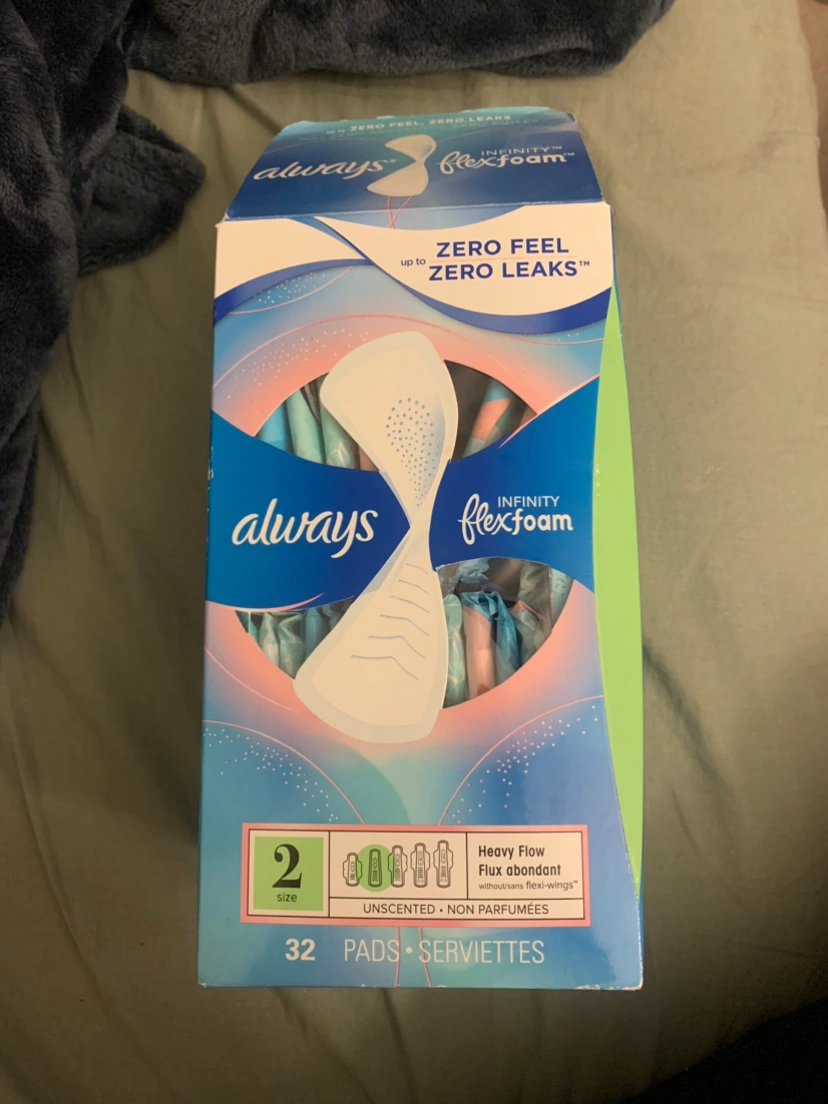 ZERO FEEL, ZERO LEAKS
always® INFINITY™
flexfoam™
up to ZERO FEEL
ZERO LEAKS™
always
INFINITY
flexfoam
2
size
Heavy Flow
Flux abondant
without/sans flexi-wings™
UNSCENTED • NON PARFUMÉES
32 PADS • SERVIETTES